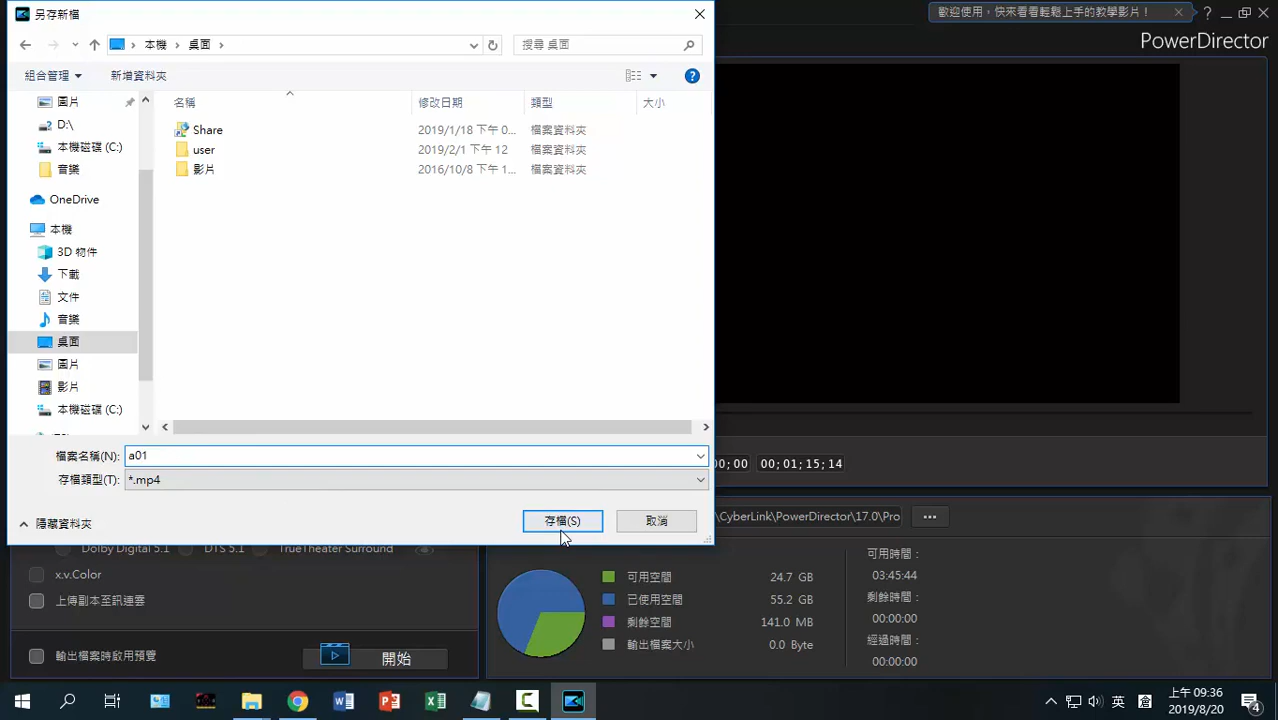 另存新檔
歡迎使用，快來看看輕鬆上手的教學影片！
PowerDirector
本機 › 桌面 ›
搜尋 桌面
組合管理
新增資料夾
名稱 修改日期 類型 大小
Share 2019/1/18 下午 0... 檔案資料夾
user 2019/2/1 下午 12 檔案資料夾
影片 2016/10/8 下午 1... 檔案資料夾
圖片
D:\
本機磁碟 (C:)
音樂
OneDrive
本機
3D 物件
下載
文件
音樂
桌面
圖片
影片
本機磁碟 (C:)
檔案名稱(N): a01
存檔類型(T): *.mp4
隱藏資料夾
存檔(S)
取消
00;00 00;01;15;14
\CyberLink\PowerDirector\17.0\Pro
Dolby Digital 5.1 DTS 5.1 TrueTheater Surround
x.v.Color
上傳副本至訊連雲
輸出檔案時啟用預覽
開始
可用空間 24.7 GB
已使用空間 55.2 GB
剩餘空間 141.0 MB
輸出檔案大小 0.0 Byte
可用時間：
03:45:44
剩餘時間：
00:00:00
經過時間：
00:00:00
英
倉
上午 09:36
2019/8/20
4